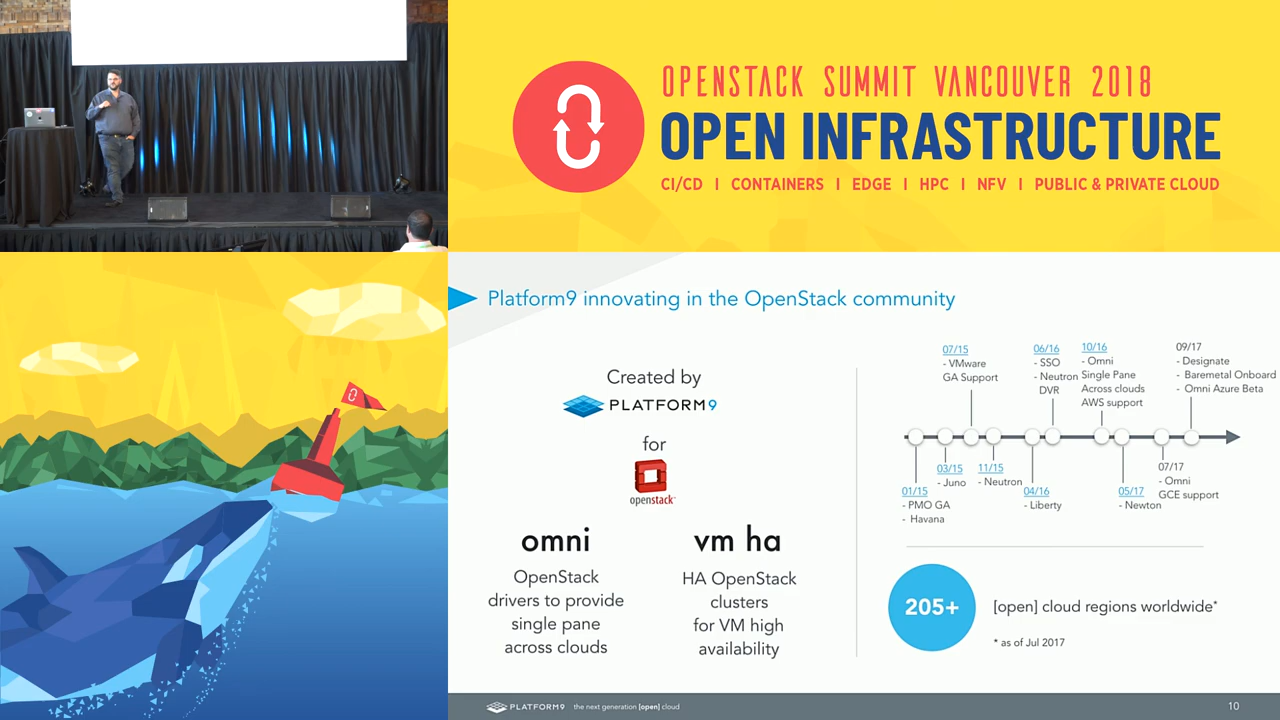 OPENSTACK SUMMIT VANCOUVER 2018
OPEN INFRASTRUCTURE
CI/CD I CONTAINERS I EDGE I HPC I NFV I PUBLIC & PRIVATE CLOUD
Platform9 innovating in the OpenStack community
Created by
PLATFORM9
for
openstack
omni
OpenStack
drivers to provide
single pane
across clouds
vm ha
HA OpenStack
clusters
for VM high
availability
07/15
- VMware
GA Support
06/16
- SSO
- Neutron
DVR
10/16
- Omni
Single Pane
Across clouds
AWS support
09/17
- Designate
- Baremetal Onboard
- Omni Azure Beta
01/15
- PMO GA
- Havana
03/15
- Juno
11/15
- Neutron
04/16
- Liberty
05/17
- Newton
07/17
- Omni
GCE support
205+
[open] cloud regions worldwide*
* as of Jul 2017
PLATFORM9 the next generation [open] cloud
10